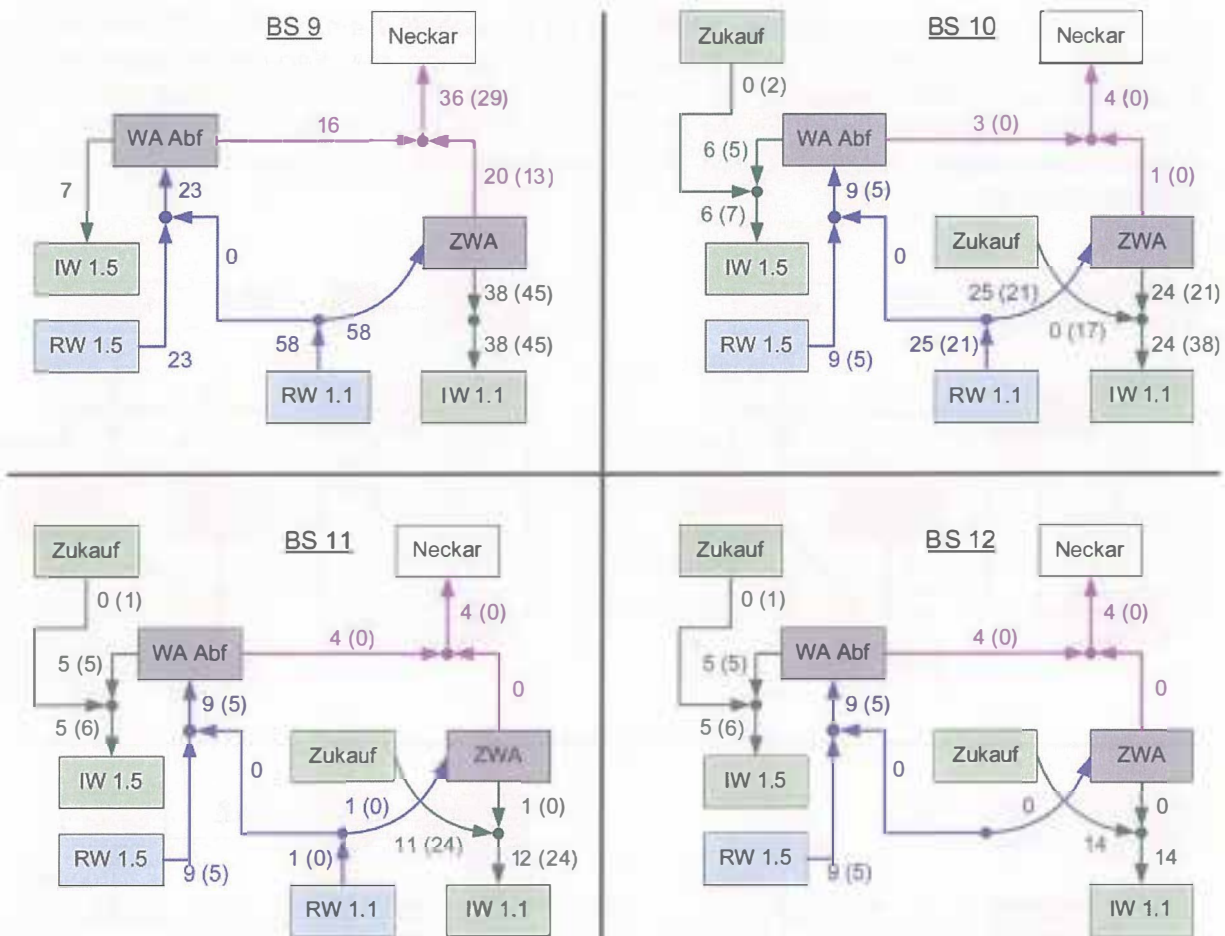 BS 9
Neckar
36 (29)
WA Abf
16
20 (13)
7
23
IW 1.5
0
ZWA
38 (45)
RW 1.5
23
58
58
38 (45)
RW 1.1
IW 1.1
Zukauf
BS 10
Neckar
0 (2)
4 (0)
WA Abf
3 (0)
6 (5)
1 (0)
9 (5)
6 (7)
IW 1.5
0
Zukauf
ZWA
25 (21)
24 (21)
RW 1.5
0 (17)
9 (5)
25 (21)
24 (38)
RW 1.1
IW 1.1
Zukauf
BS 11
Neckar
0 (1)
4 (0)
WA Abf
4 (0)
5 (5)
0
9 (5)
5 (6)
IW 1.5
0
Zukauf
ZWA
1 (0)
1 (0)
RW 1.5
11 (24)
9 (5)
1 (0)
12 (24)
RW 1.1
IW 1.1
Zukauf
BS 12
Neckar
0 (1)
4 (0)
WA Abf
4 (0)
5 (5)
0
9 (5)
5 (6)
IW 1.5
0
Zukauf
ZWA
0
0
RW 1.5
14
9 (5)
14
IW 1.1